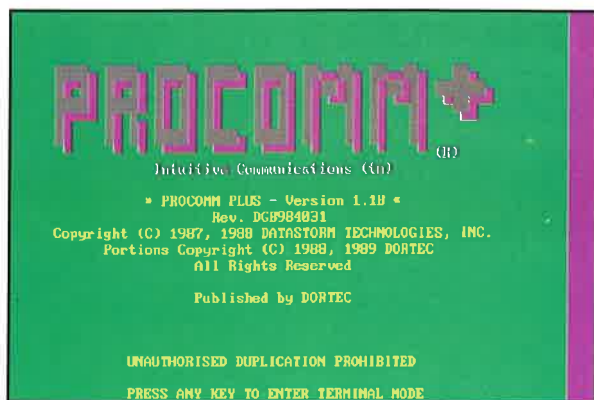 PROCOMM+
(R)
Intuitive Communications (tm)
» PROCOMM PLUS - Version 1.1B «
Rev. DGB984031
Copyright (C) 1987, 1988 DATASTORM TECHNOLOGIES, INC.
Portions Copyright (C) 1988, 1989 DORTEC
All Rights Reserved
Published by DORTEC
UNAUTHORISED DUPLICATION PROHIBITED
PRESS ANY KEY TO ENTER TERMINAL MODE